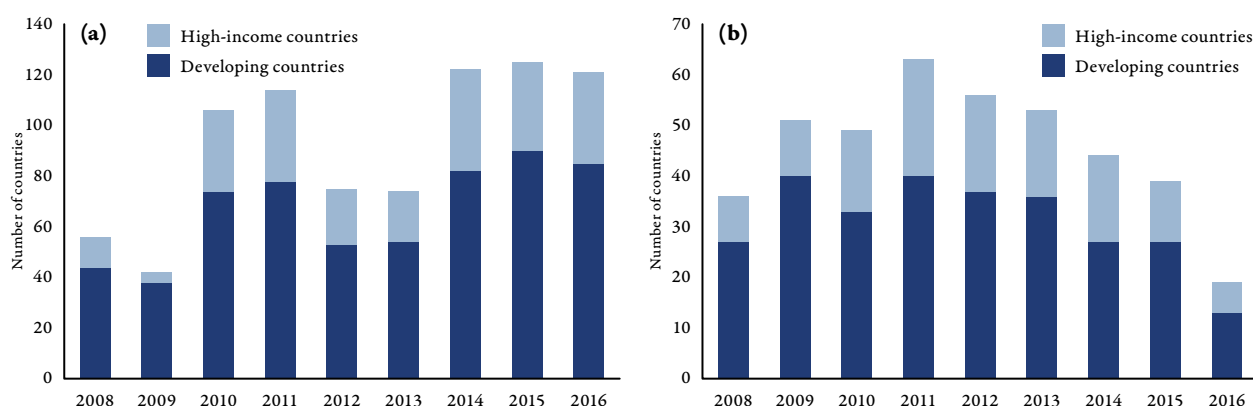 (a)
High-income countries
Developing countries
Number of countries
140
120
100
80
60
40
20
0
2008 2009 2010 2011 2012 2013 2014 2015 2016
(b)
High-income countries
Developing countries
Number of countries
70
60
50
40
30
20
10
0
2008 2009 2010 2011 2012 2013 2014 2015 2016